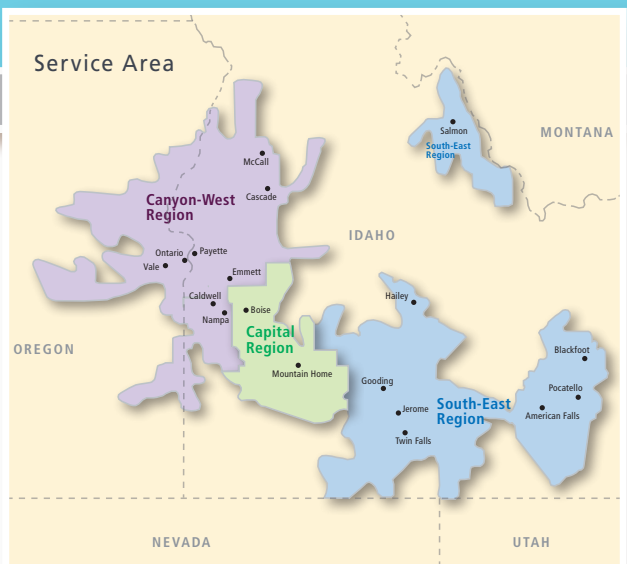 Service Area
Salmon
South-East
Region
MONTANA
McCall
Cascade
Canyon-West
Region
IDAHO
Ontario
Payette
Vale
Emmett
Hailey
Caldwell
Boise
Nampa
Capital
Region
OREGON
Blackfoot
Mountain Home
Gooding
Pocatello
South-East
Region
Jerome
American Falls
Twin Falls
NEVADA
UTAH